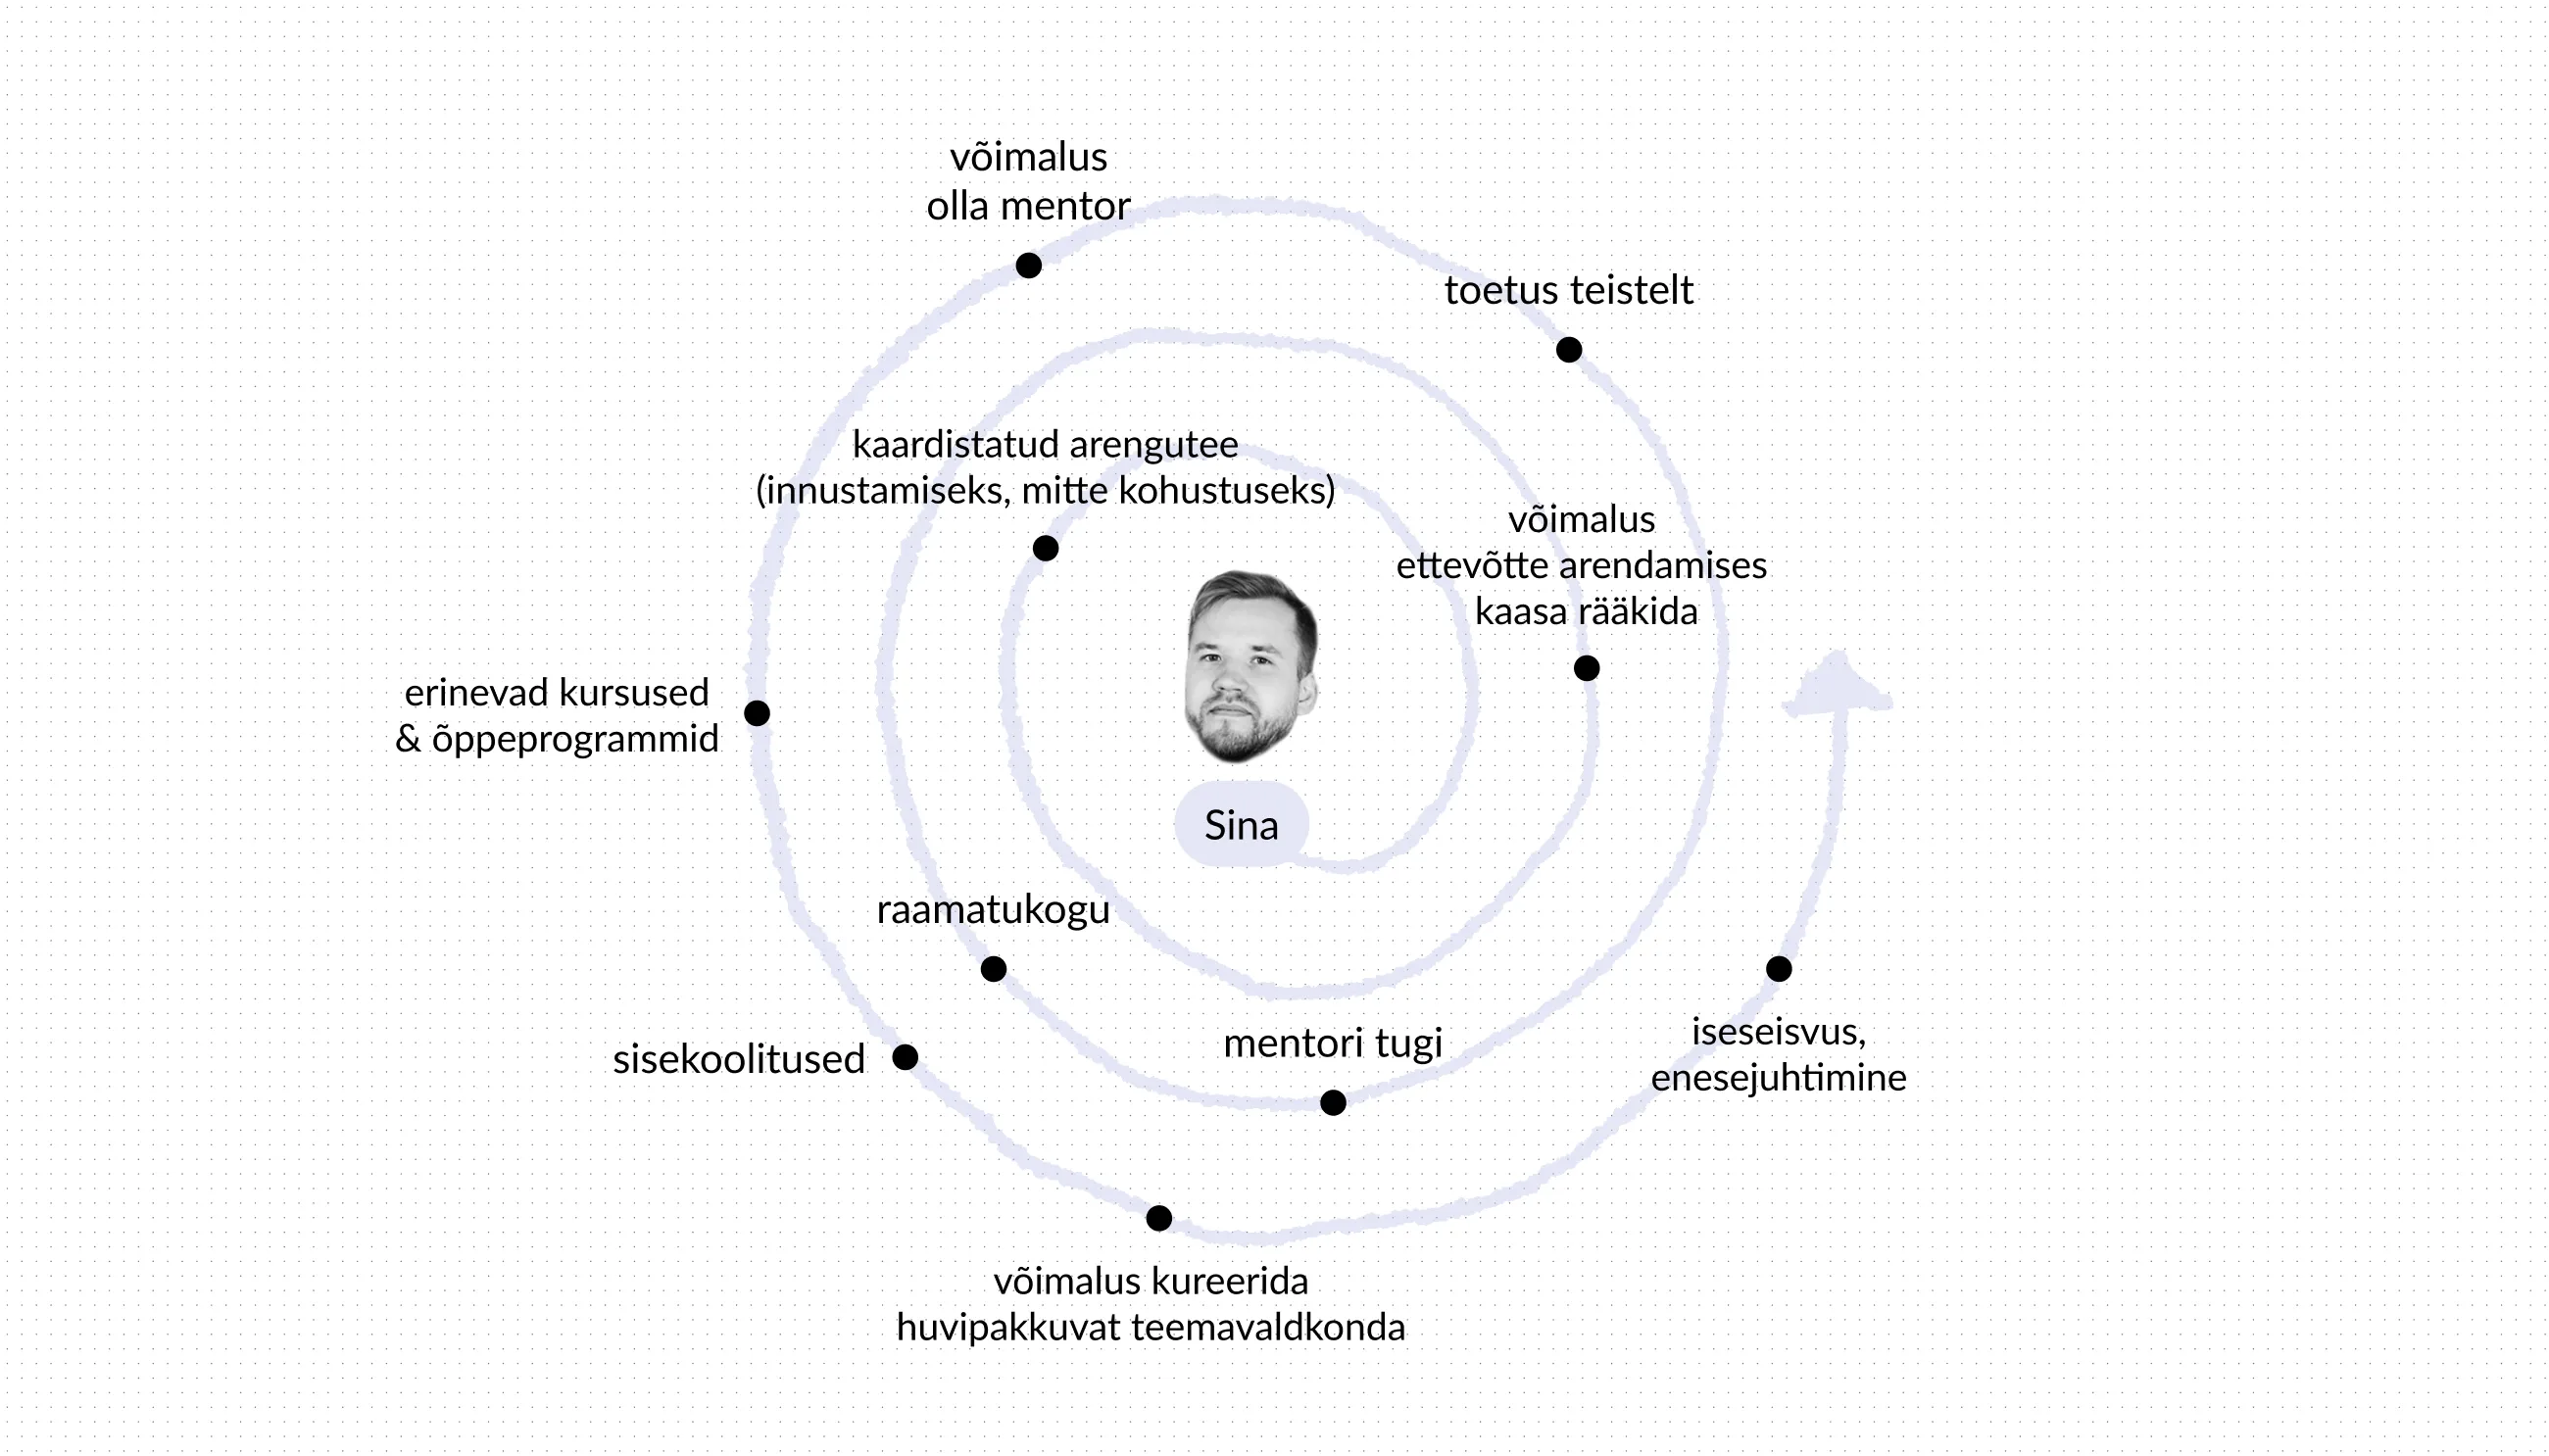 võimalus
olla mentor
toetus teistelt
kaardistatud arengutee
(innustamiseks, mitte kohustuseks)
võimalus
ettevõtte arendamises
kaasa rääkida
erinevad kursused
& õppeprogrammid
Sina
raamatukogu
sisekoolitused
mentori tugi
iseseisvus,
enesejuhtimine
võimalus kureerida
huvipakkuvat teemavaldkonda